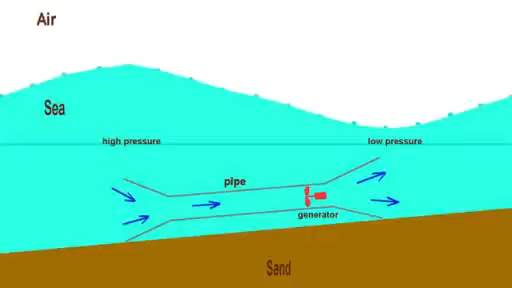 Air
Sea
high pressure
low pressure
pipe
generator
Sand